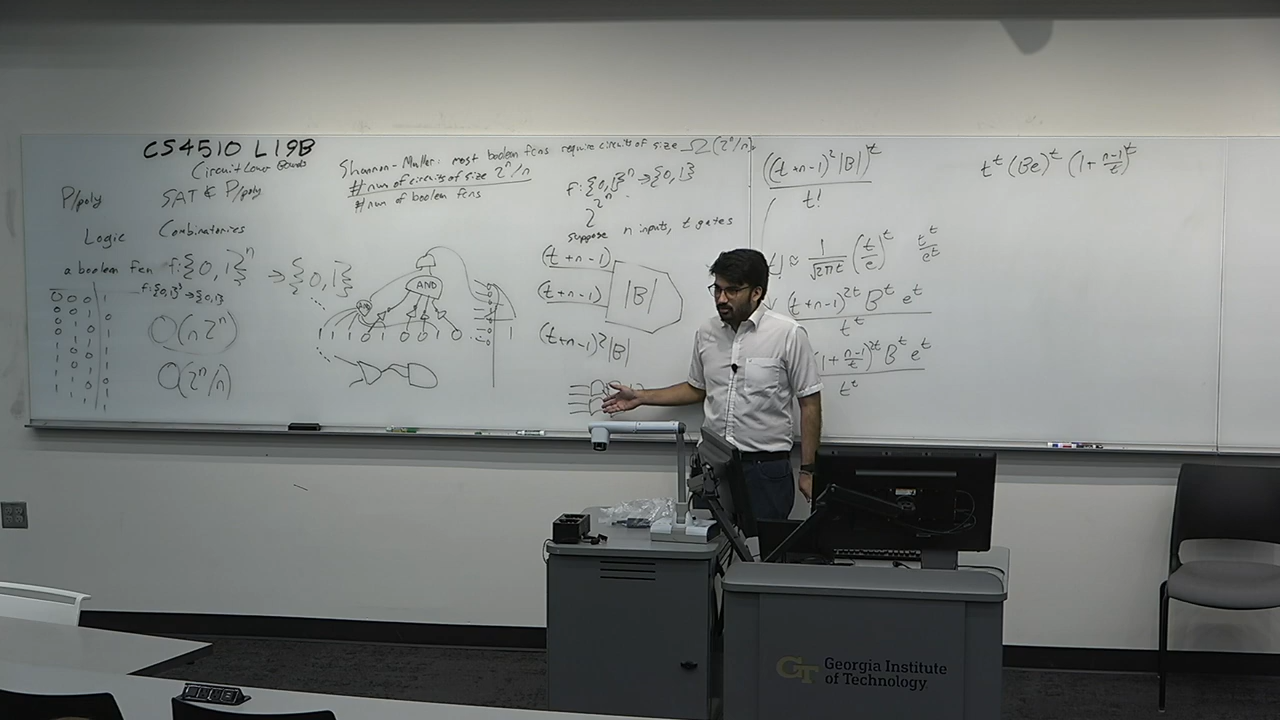 CS4510 L19B
Circuit Lower Bounds
P/poly SAT ∉ P/poly
Logic Combinatorics
a boolean fcn f:{0,1}^n → {0,1}
f:{0,1}^3→{0,1}
O(n2^n)
O(2^n/n)
AND
Shannon-Muller: most boolean fcns require circuits of size Ω(2^n/n)
#num of circuits of size 2^n/n
#num of boolean fcns
f:{0,1}^n→{0,1}
2^{2^n}
suppose n inputs, t gates
(t+n-1)
(t+n-1) |B|
(t+n-1)^2|B|
((t+n-1)^2|B|)^t
t!
≈ 1/√(2πt) (t/e)^t t^t/e^t
(t+n-1)^{2t} B^t e^t
t^t
1+ (n-1)/t)^{2t} B^t e^t
t^t
t^t (Be)^t (1+ (n-1)/t)^t
GT Georgia Institute
of Technology